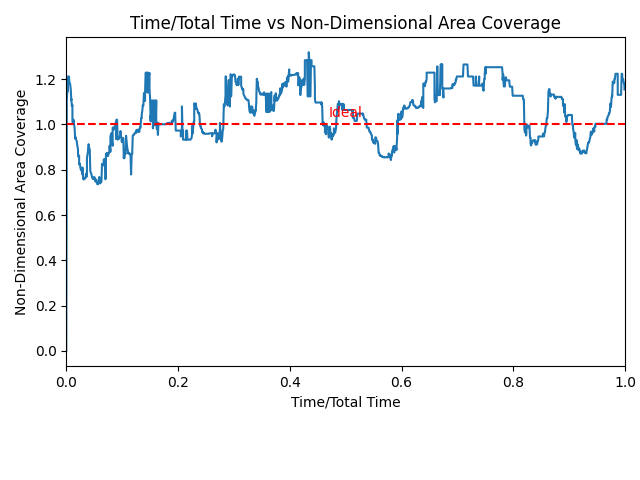 Time/Total Time vs Non-Dimensional Area Coverage
Non-Dimensional Area Coverage
1.2
1.0
0.8
0.6
0.4
0.2
0.0
Ideal
0.0 0.2 0.4 0.6 0.8 1.0
Time/Total Time